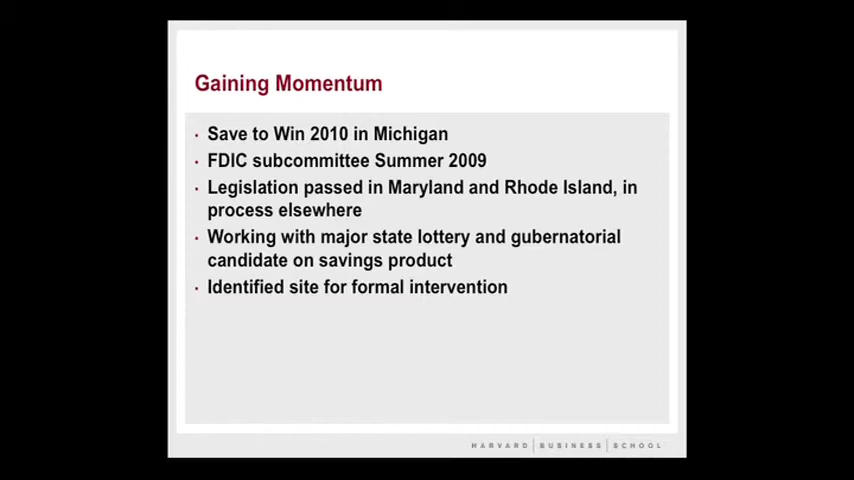 Gaining Momentum
· Save to Win 2010 in Michigan
· FDIC subcommittee Summer 2009
· Legislation passed in Maryland and Rhode Island, in
process elsewhere
· Working with major state lottery and gubernatorial
candidate on savings product
· Identified site for formal intervention
HARVARD | BUSINESS | SCHOOL